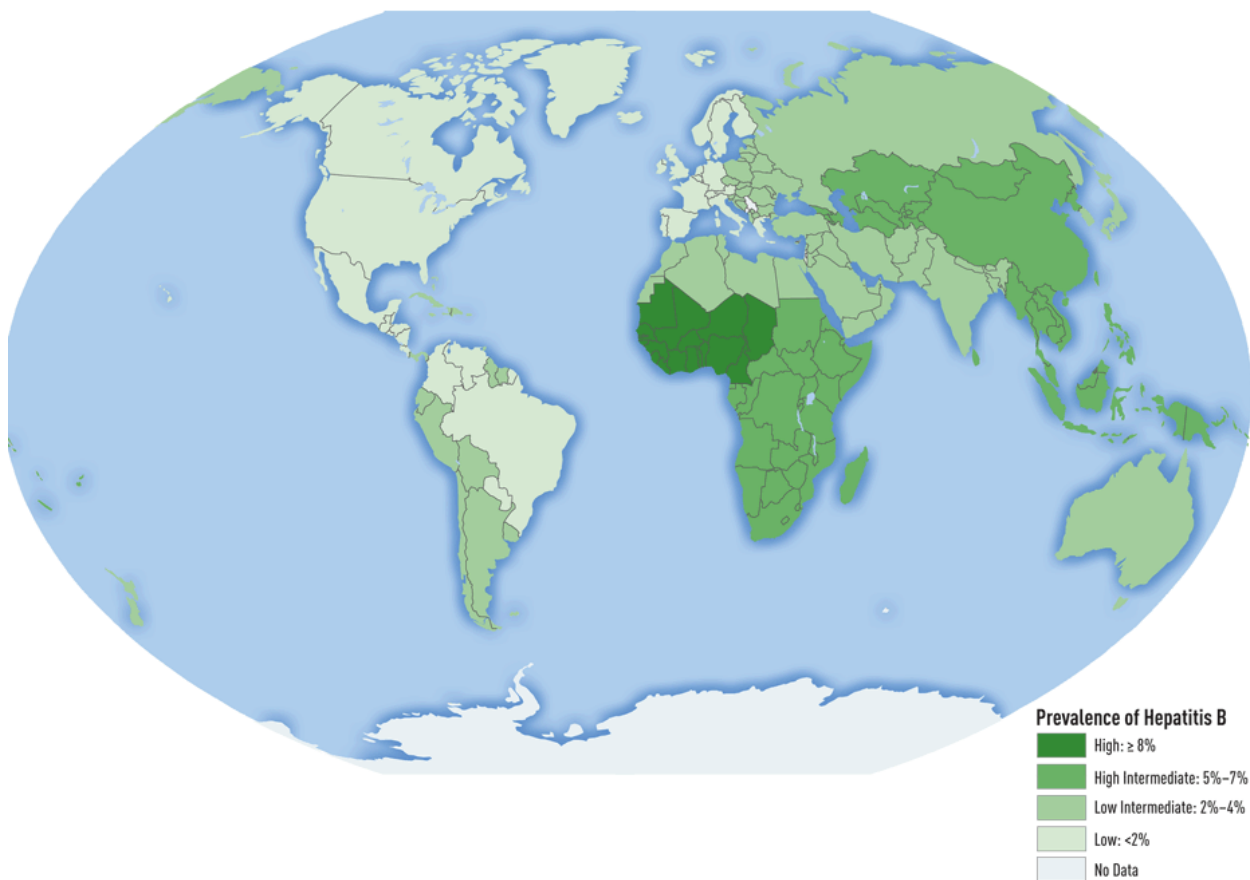 Prevalence of Hepatitis B
High: ≥ 8%
High Intermediate: 5%–7%
Low Intermediate: 2%–4%
Low: <2%
No Data